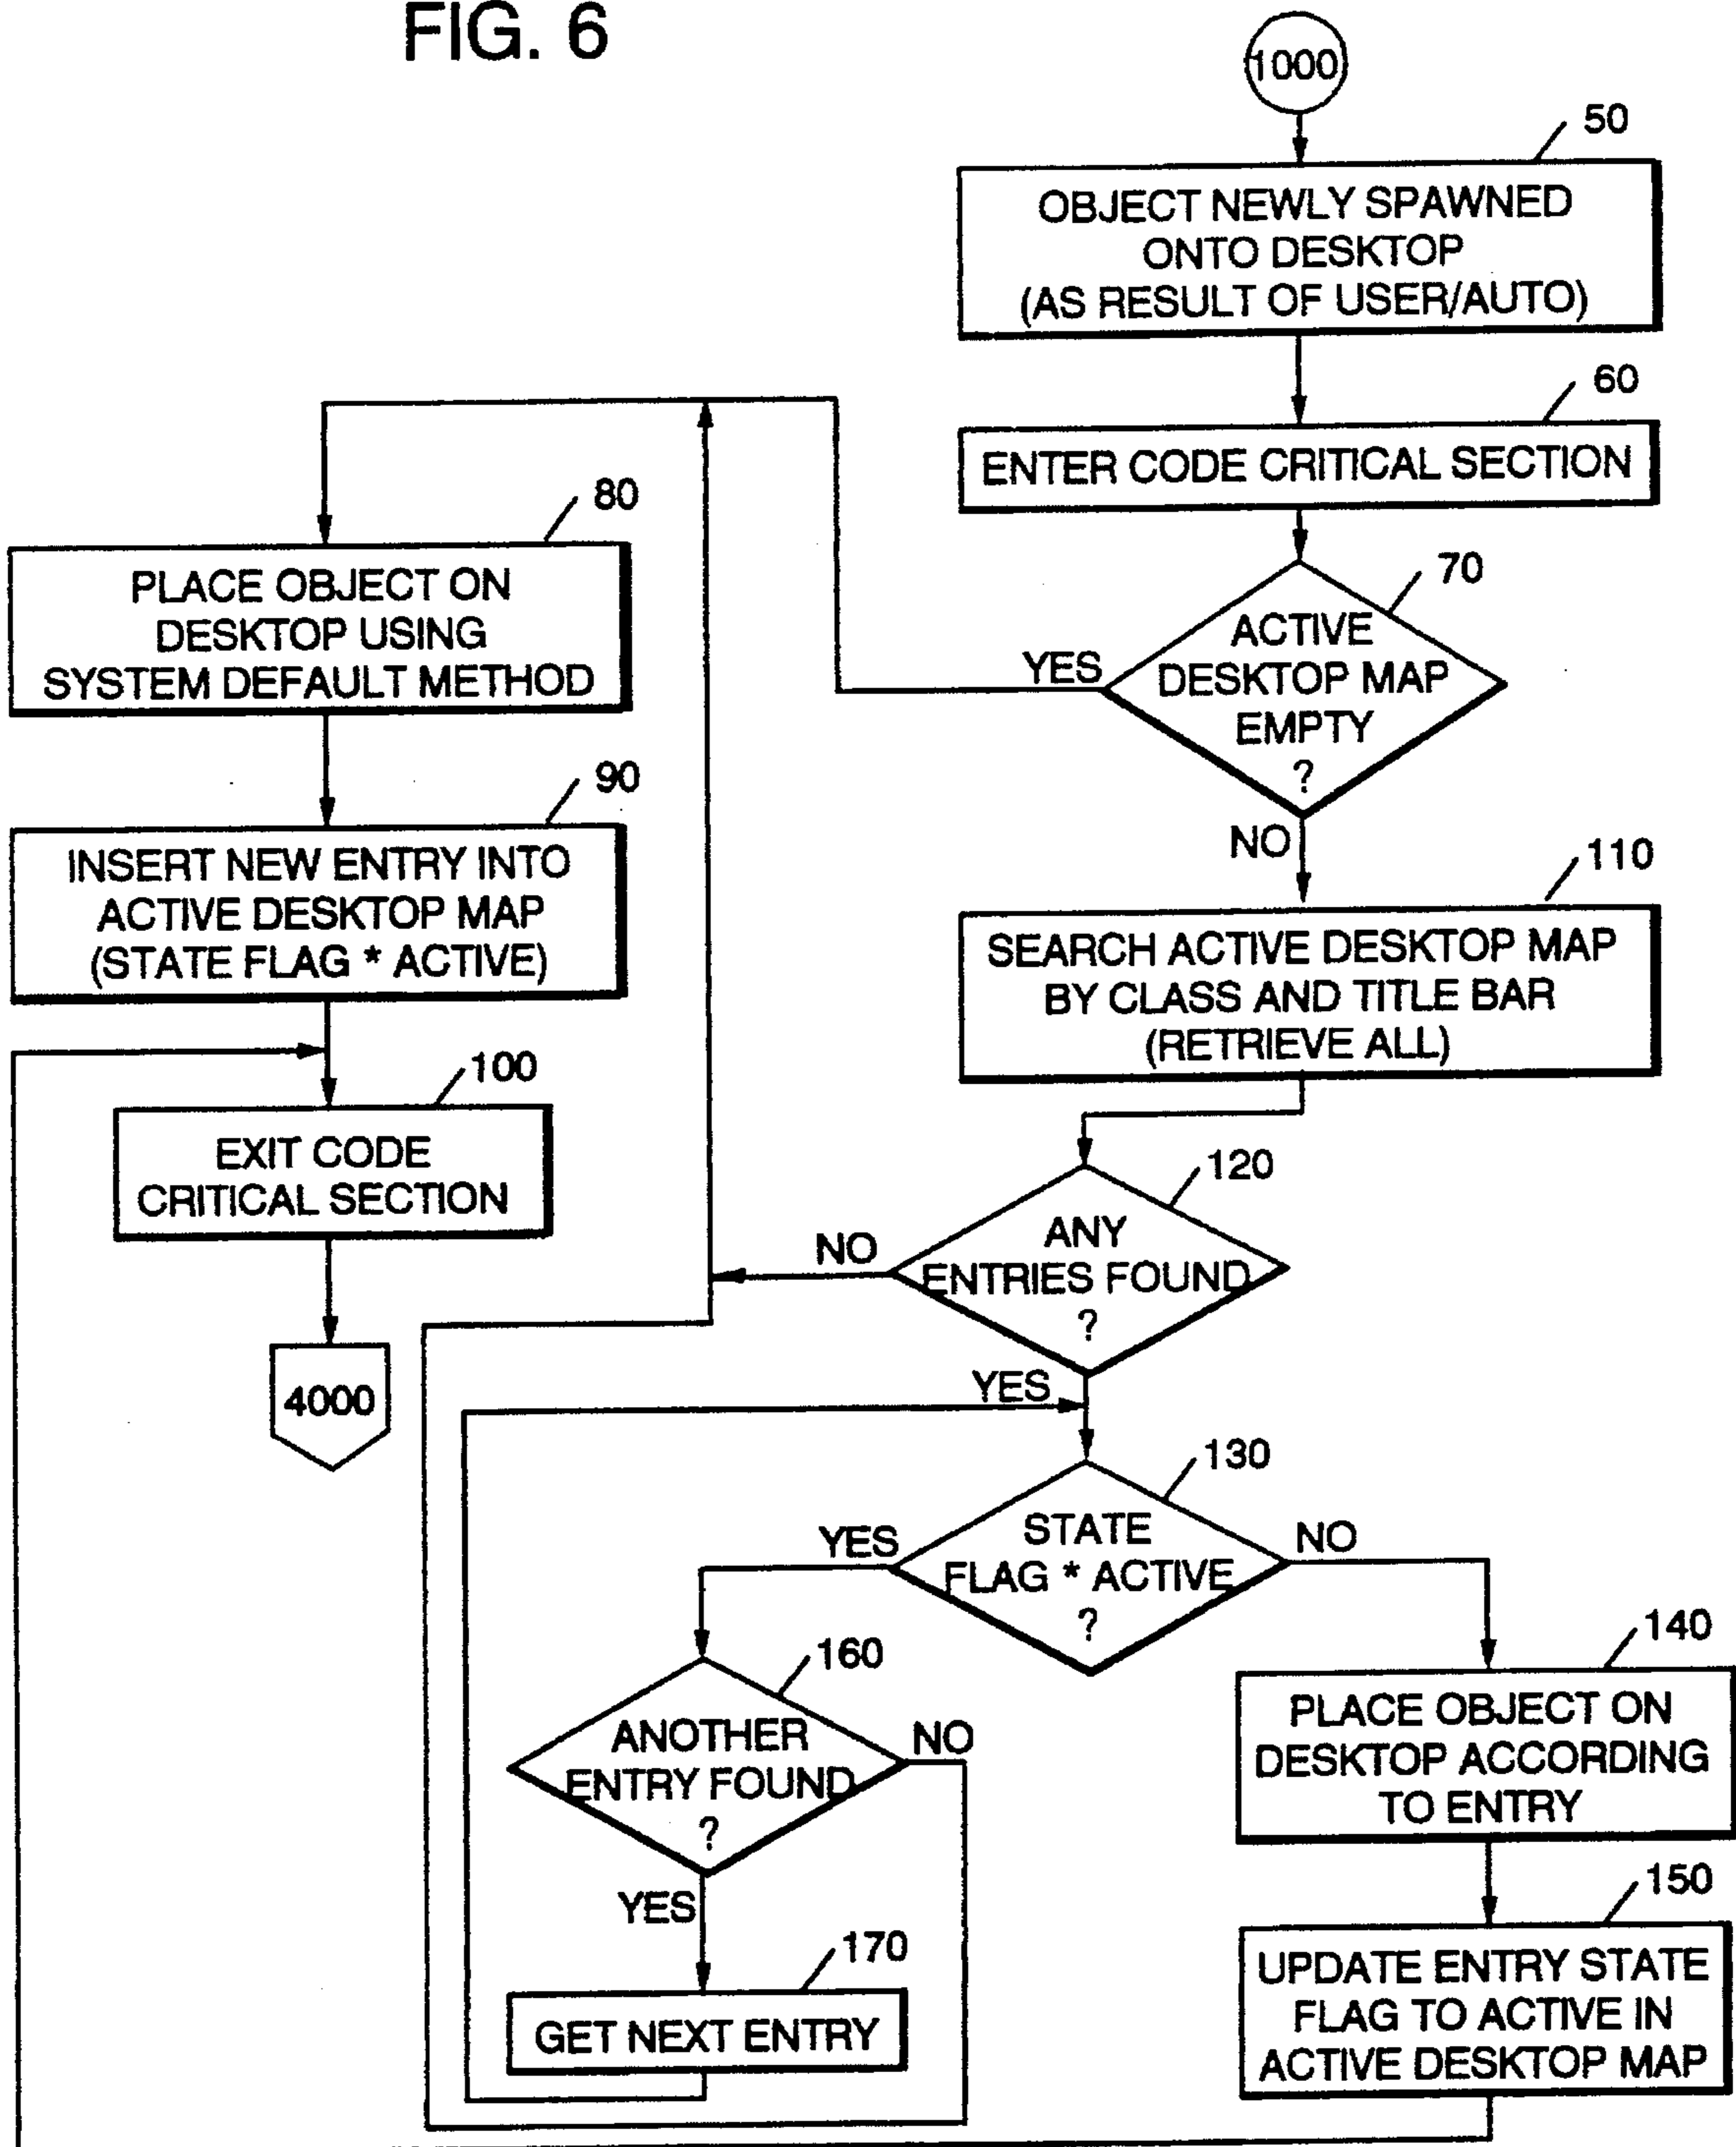 FIG. 6
1000
50
OBJECT NEWLY SPAWNED
ONTO DESKTOP
(AS RESULT OF USER/AUTO)
60
ENTER CODE CRITICAL SECTION
70
ACTIVE
DESKTOP MAP
EMPTY
?
YES
NO
80
PLACE OBJECT ON
DESKTOP USING
SYSTEM DEFAULT METHOD
90
INSERT NEW ENTRY INTO
ACTIVE DESKTOP MAP
(STATE FLAG * ACTIVE)
100
EXIT CODE
CRITICAL SECTION
4000
110
SEARCH ACTIVE DESKTOP MAP
BY CLASS AND TITLE BAR
(RETRIEVE ALL)
120
ANY
ENTRIES FOUND
?
NO
YES
130
STATE
FLAG * ACTIVE
?
YES
NO
140
PLACE OBJECT ON
DESKTOP ACCORDING
TO ENTRY
150
UPDATE ENTRY STATE
FLAG TO ACTIVE IN
ACTIVE DESKTOP MAP
160
ANOTHER
ENTRY FOUND
?
NO
YES
170
GET NEXT ENTRY